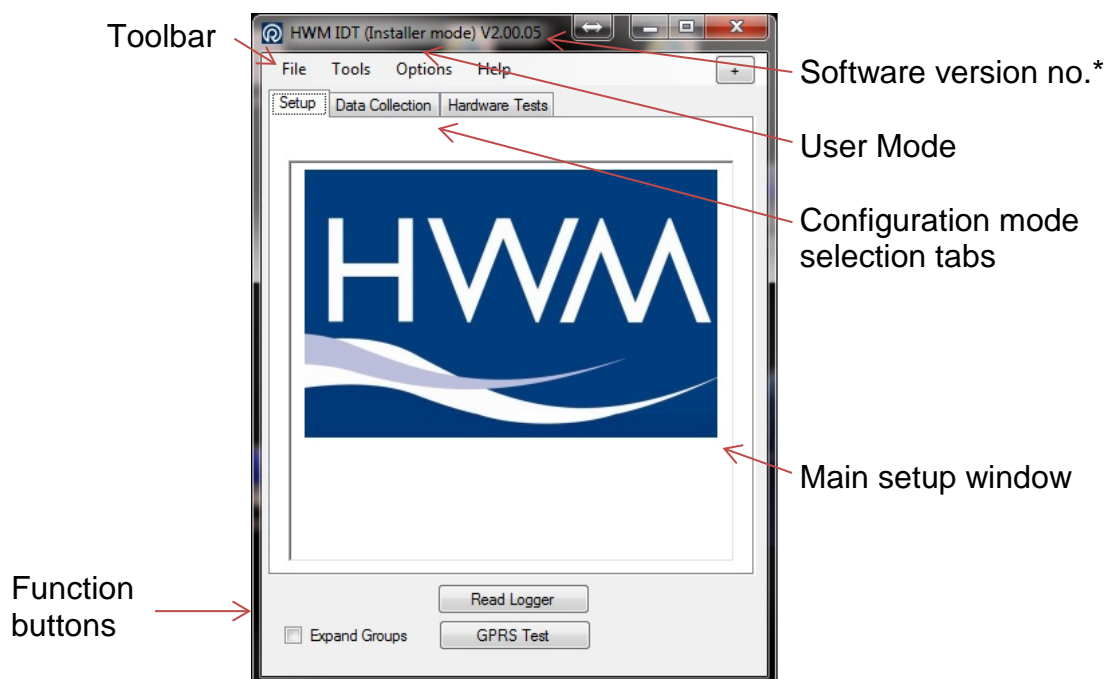 Toolbar
HWM IDT (Installer mode) V2.00.05
File Tools Options Help +
Software version no.*
Setup Data Collection Hardware Tests
User Mode
Configuration mode
selection tabs
HWM
Main setup window
Function
buttons
Read Logger
Expand Groups GPRS Test